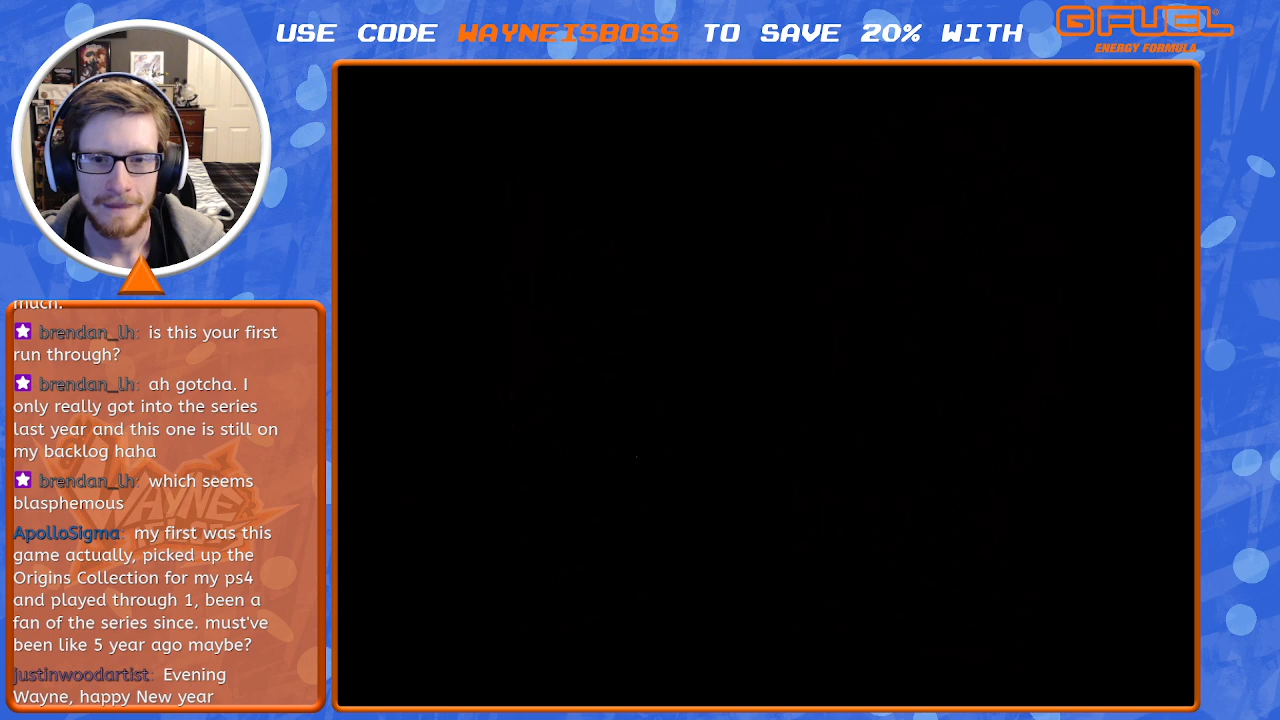 USE CODE WAYNEISBOSS TO SAVE 20% WITH G FUEL
ENERGY FORMULA
much.
brendan_lh: is this your first
run through?
brendan_lh: ah gotcha. I
only really got into the series
last year and this one is still on
my backlog haha
brendan_lh: which seems
blasphemous
ApolloSigma: my first was this
game actually, picked up the
Origins Collection for my ps4
and played through 1, been a
fan of the series since. must've
been like 5 year ago maybe?
justinwoodartist: Evening
Wayne, happy New year
WAYNE